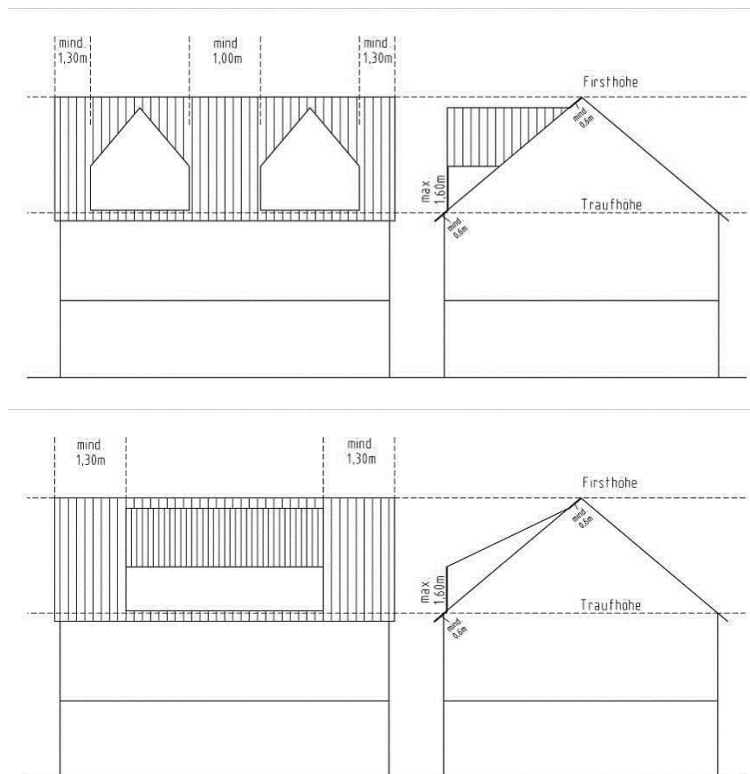 mind.
1,30m
mind
1,00m
mind.
1,30m
Firsthöhe
mind
0,6m
max.
1,60m
Traufhöhe
mind
0,6m
mind.
1,30m
mind.
1,30m
Firsthöhe
mind.
0,6m
max.
1,60m
Traufhöhe
mind.
0,6m